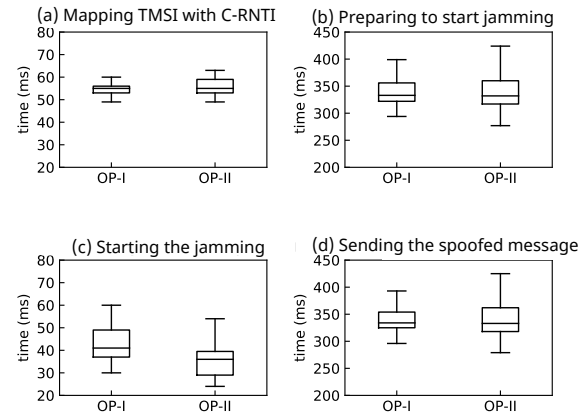 (a) Mapping TMSI with C-RNTI
80
70
60
50
40
30
20
time (ms)
OP-I
OP-II
(b) Preparing to start jamming
450
400
350
300
250
200
time (ms)
OP-I
OP-II
(c) Starting the jamming
80
70
60
50
40
30
20
time (ms)
OP-I
OP-II
(d) Sending the spoofed message
450
400
350
300
250
200
time (ms)
OP-I
OP-II